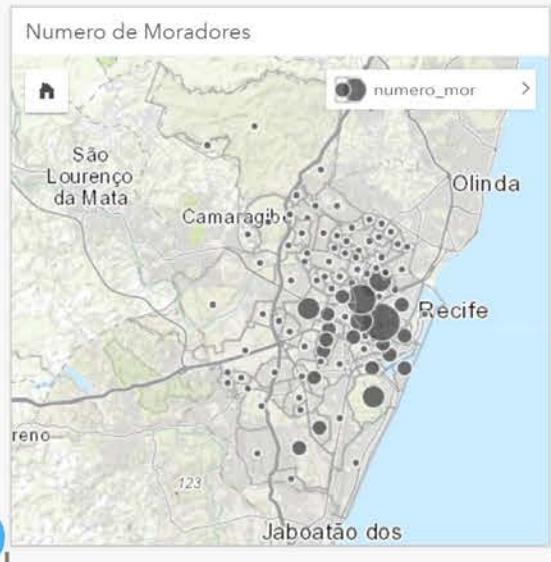 Numero de Moradores
numero_mor
São
Lourenço
da Mata
Olinda
Camaragibe
Recife
reno
123
Jaboatão dos